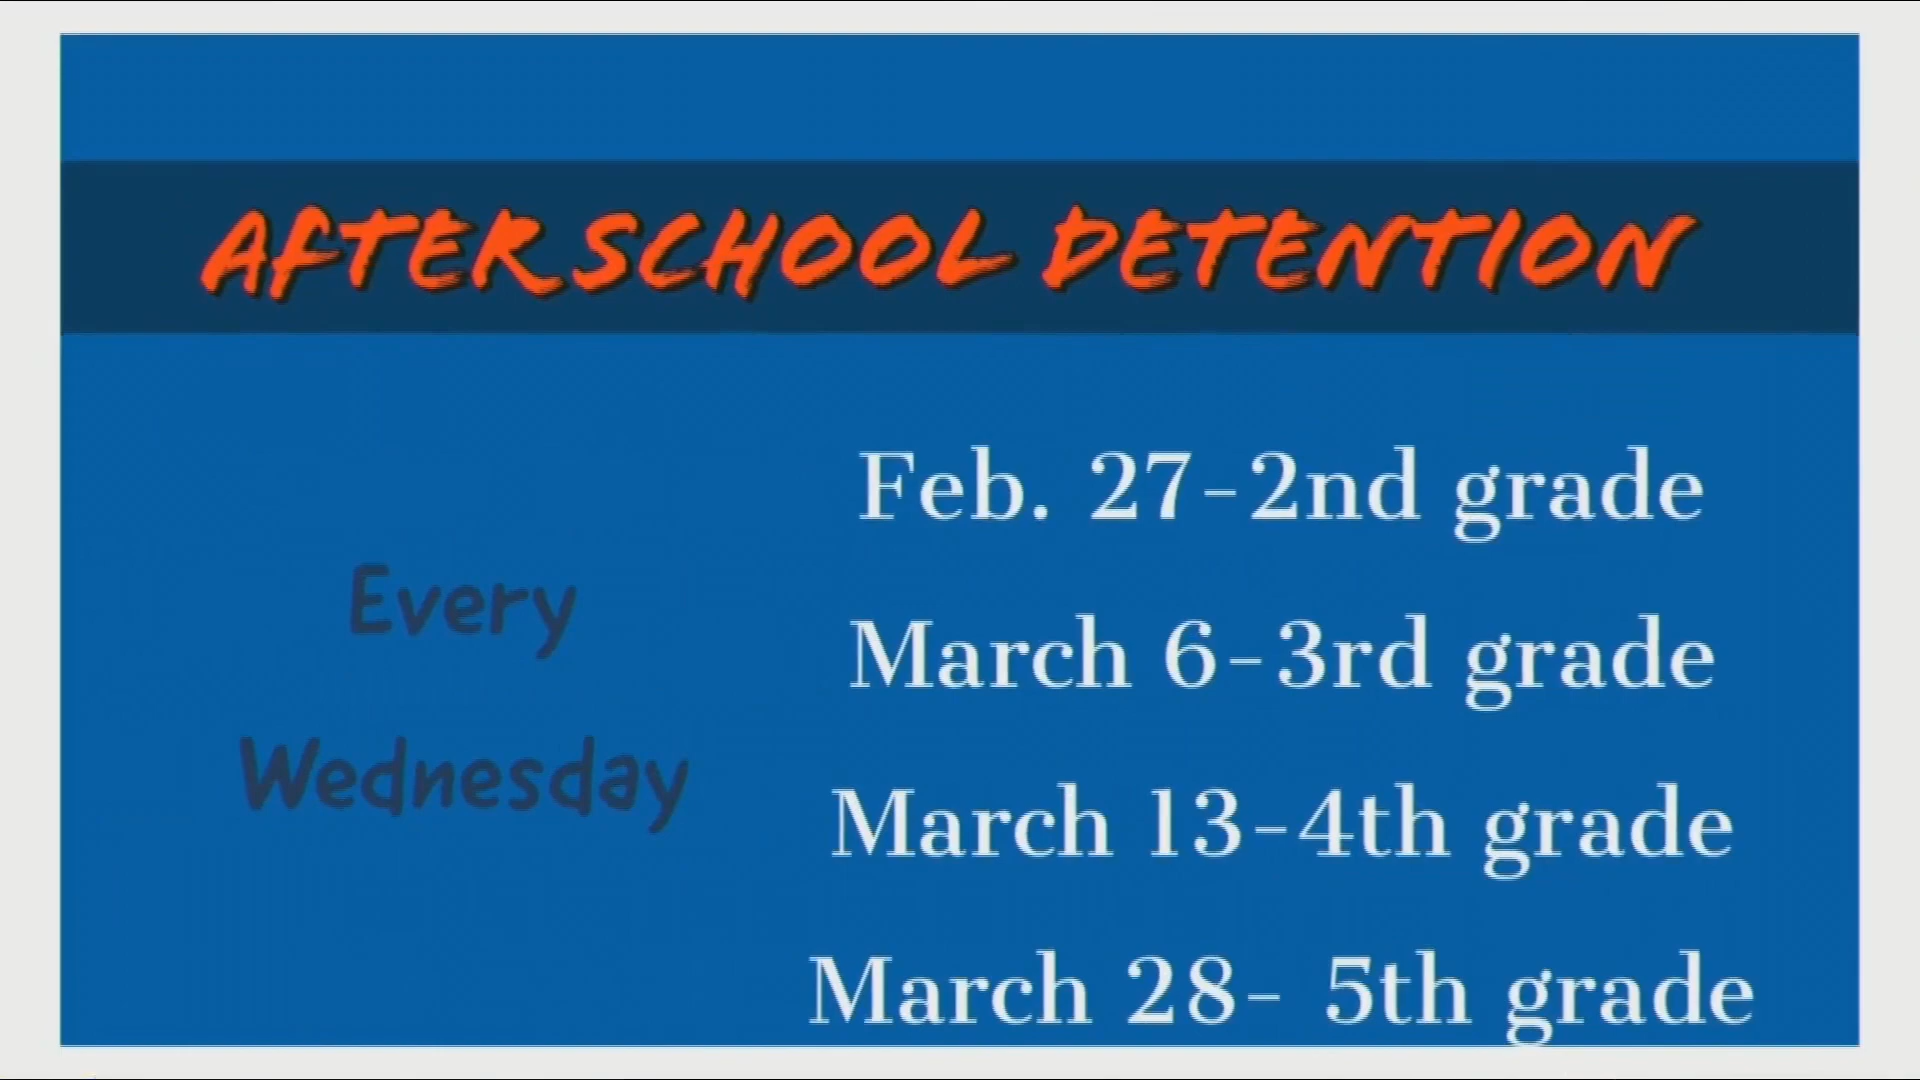 AFTER SCHOOL DETENTION
Every
Wednesday
Feb. 27-2nd grade
March 6-3rd grade
March 13-4th grade
March 28- 5th grade